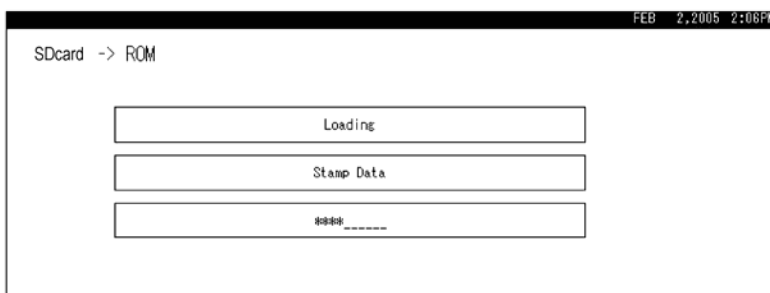 FEB 2,2005 2:06PM
SDcard -> ROM
Loading
Stamp Data
****______